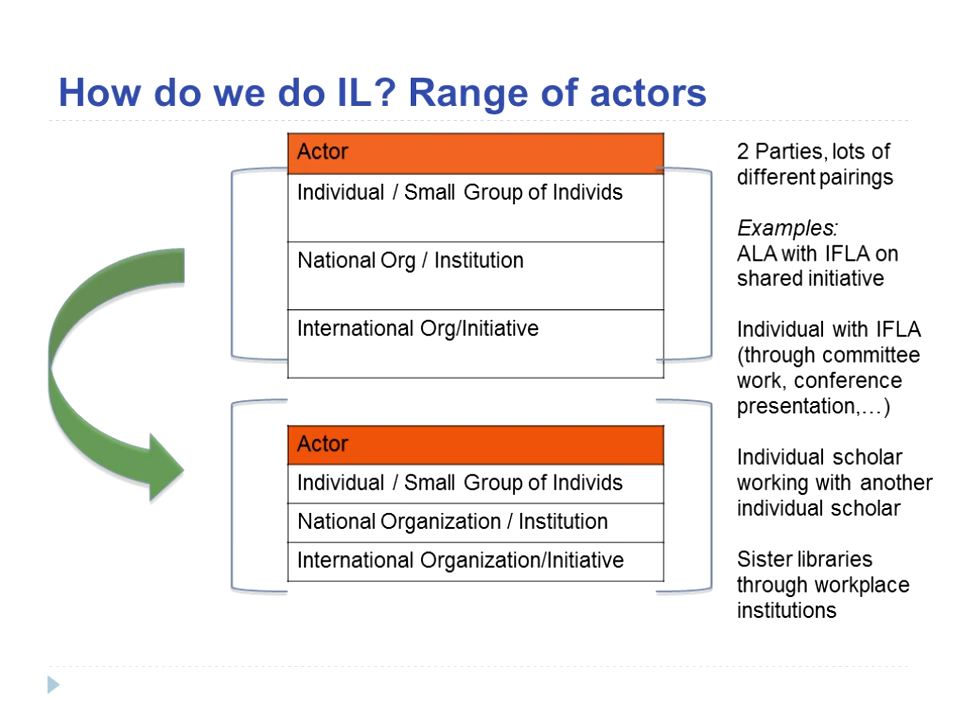 How do we do IL? Range of actors
Actor
Individual / Small Group of Individs
National Org / Institution
International Org/Initiative
Actor
Individual / Small Group of Individs
National Organization / Institution
International Organization/Initiative
2 Parties, lots of
different pairings
Examples:
ALA with IFLA on
shared initiative
Individual with IFLA
(through committee
work, conference
presentation,…)
Individual scholar
working with another
individual scholar
Sister libraries
through workplace
institutions